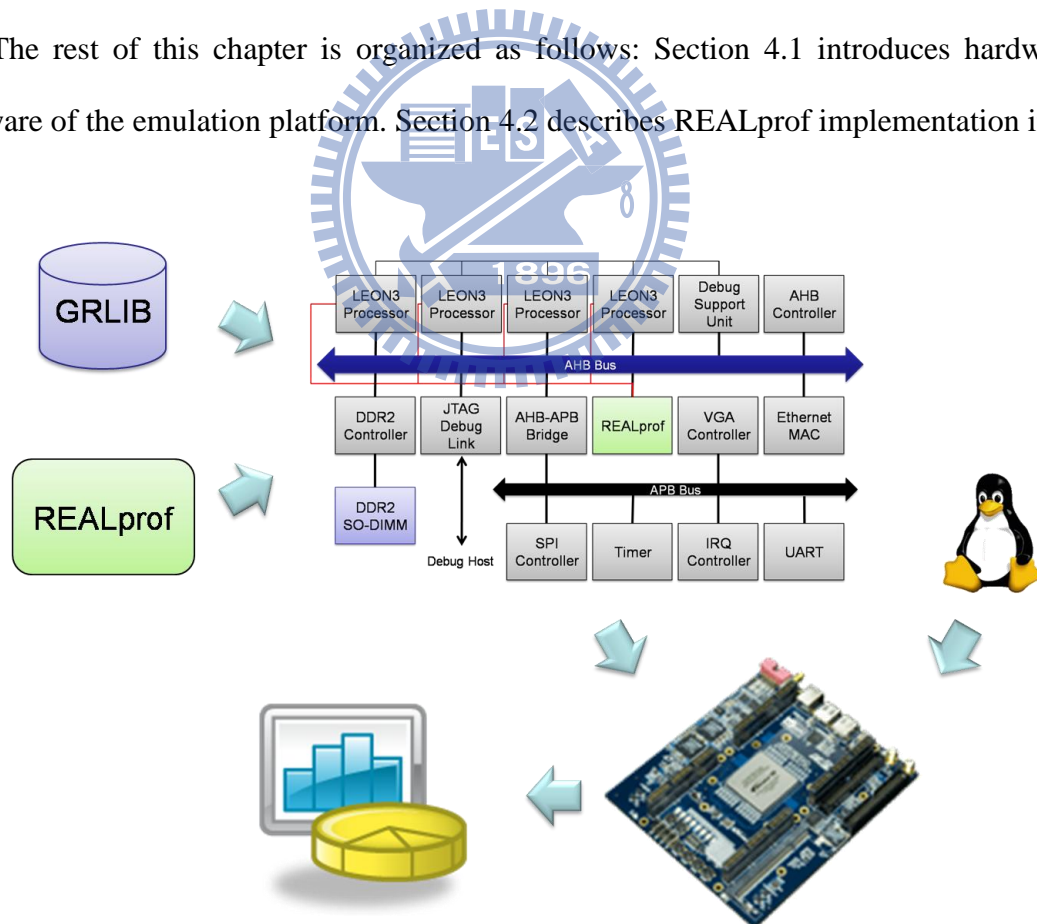 The rest of this chapter is organized as follows: Section 4.1 introduces hardw
vare of the emulation platform. Section 4.2 describes REALprof implementation i
ES A
8
1896
GRLIB
REALprof
LEON3 Processor
LEON3 Processor
LEON3 Processor
LEON3 Processor
Debug Support Unit
AHB Controller
AHB Bus
DDR2 Controller
JTAG Debug Link
AHB-APB Bridge
REALprof
VGA Controller
Ethernet MAC
APB Bus
DDR2 SO-DIMM
Debug Host
SPI Controller
Timer
IRQ Controller
UART